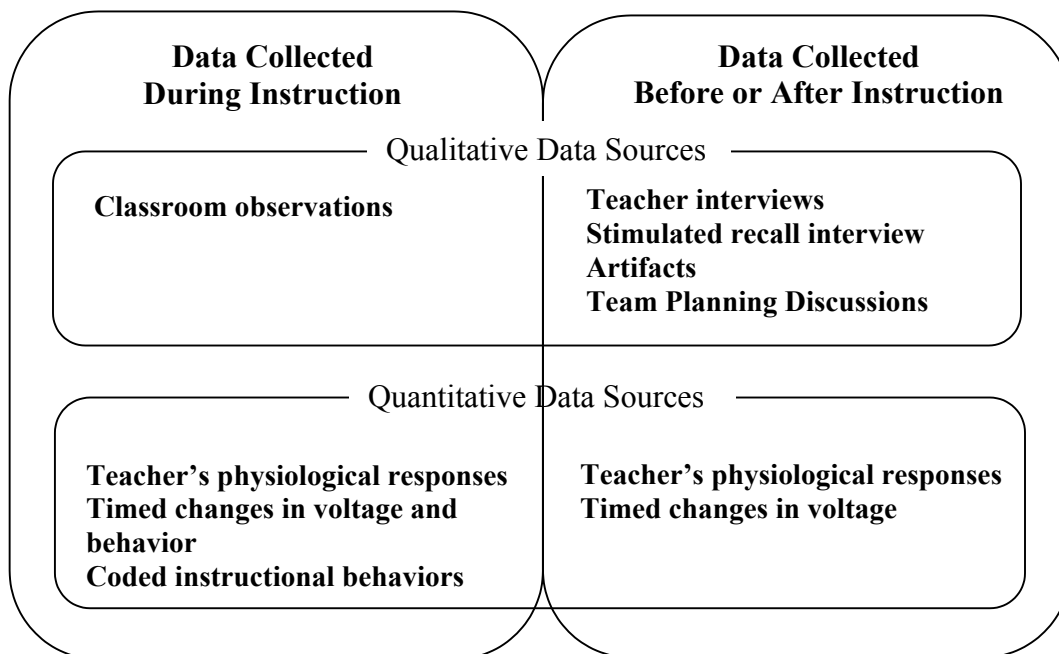 Data Collected
During Instruction
Data Collected
Before or After Instruction
Qualitative Data Sources
Classroom observations
Teacher interviews
Stimulated recall interview
Artifacts
Team Planning Discussions
Quantitative Data Sources
Teacher’s physiological responses
Timed changes in voltage and
behavior
Coded instructional behaviors
Teacher’s physiological responses
Timed changes in voltage